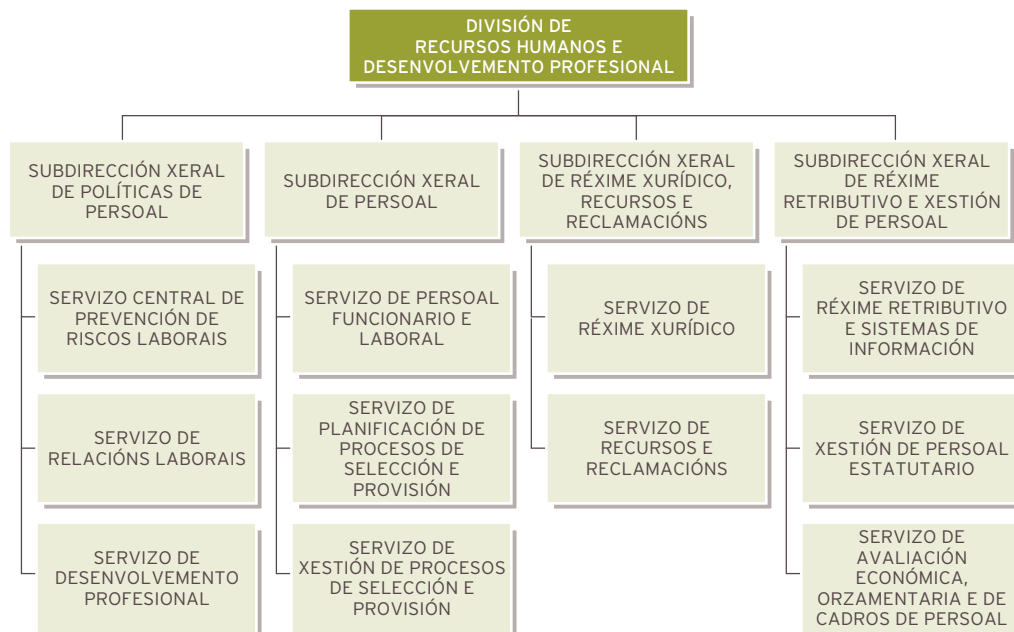 DIVISIÓN DE
RECURSOS HUMANOS E
DESENVOLVEMENTO PROFESIONAL
SUBDIRECCIÓN XERAL
DE POLÍTICAS DE
PERSOAL
SUBDIRECCIÓN XERAL
DE PERSOAL
SUBDIRECCIÓN XERAL
DE RÉXIME XURÍDICO,
RECURSOS E
RECLAMACIÓNS
SUBDIRECCIÓN XERAL
DE RÉXIME
RETRIBUTIVO E XESTIÓN
DE PERSOAL
SERVIZO CENTRAL DE
PREVENCIÓN DE
RISCOS LABORAIS
SERVIZO DE PERSOAL
FUNCIONARIO E
LABORAL
SERVIZO DE
RÉXIME XURÍDICO
SERVIZO DE
RÉXIME RETRIBUTIVO
E SISTEMAS DE
INFORMACIÓN
SERVIZO DE
RELACIÓNS LABORAIS
SERVIZO DE
PLANIFICACIÓN DE
PROCESOS DE
SELECCIÓN E
PROVISIÓN
SERVIZO DE
RECURSOS E
RECLAMACIÓNS
SERVIZO DE
XESTIÓN DE PERSOAL
ESTATUTARIO
SERVIZO DE
DESENVOLVEMENTO
PROFESIONAL
SERVIZO DE
XESTIÓN DE PROCESOS
DE SELECCIÓN E
PROVISIÓN
SERVIZO DE
AVALIACIÓN
ECONÓMICA,
ORZAMENTARIA E DE
CADROS DE PERSOAL